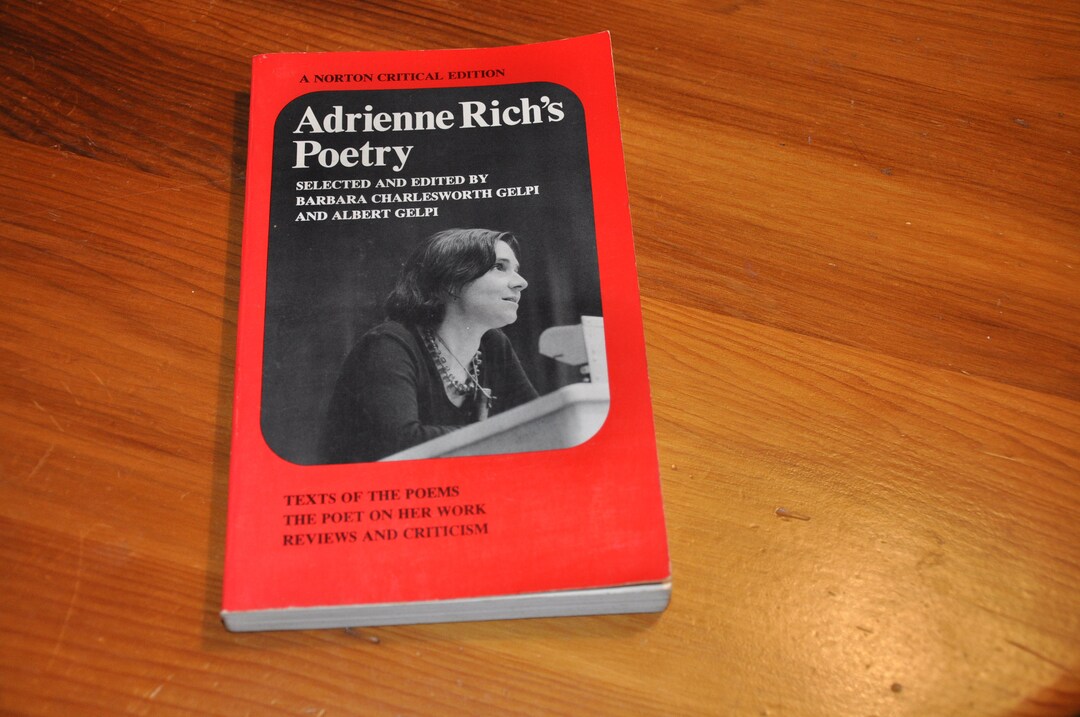 A NORTON CRITICAL EDITION
Adrienne Rich's
Poetry
SELECTED AND EDITED BY
BARBARA CHARLESWORTH GELPI
AND ALBERT GELPI
TEXTS OF THE POEMS
THE POET ON HER WORK
REVIEWS AND CRITICISM